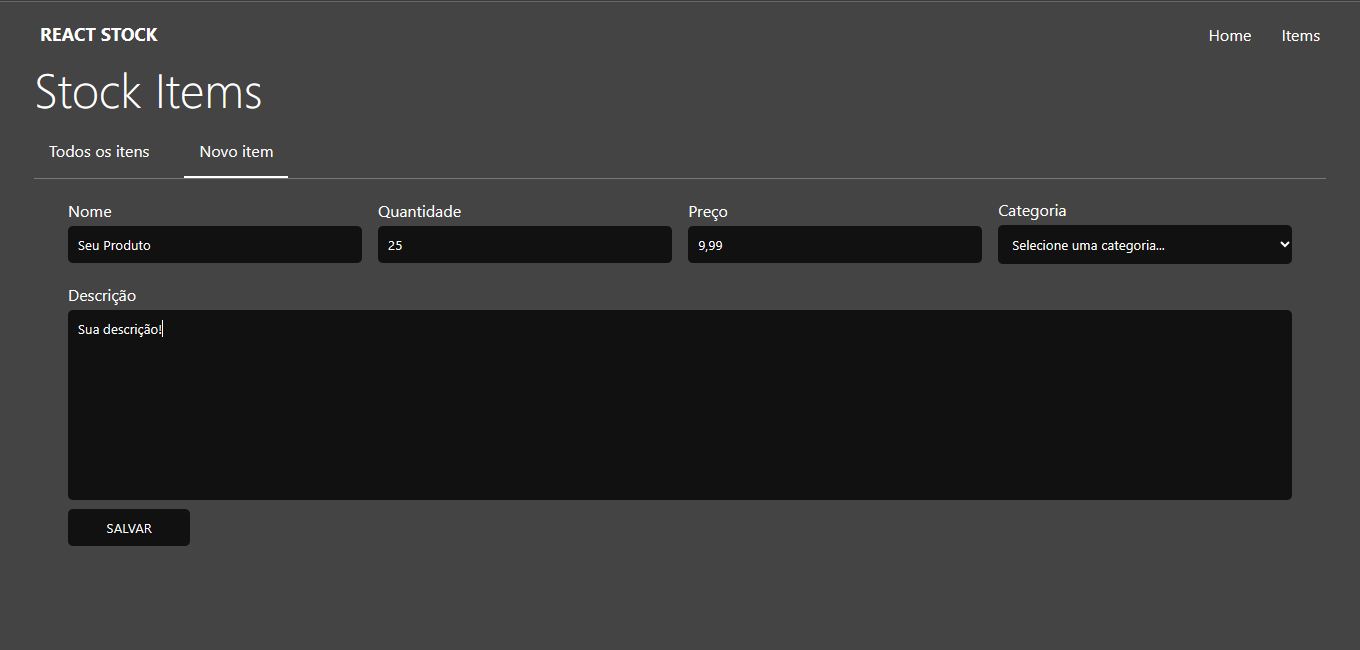 REACT STOCK
Home Items
Stock Items
Todos os itens Novo item
Nome Quantidade Preço Categoria
Seu Produto 25 9,99 Selecione uma categoria...
Descrição
Sua descrição!
SALVAR